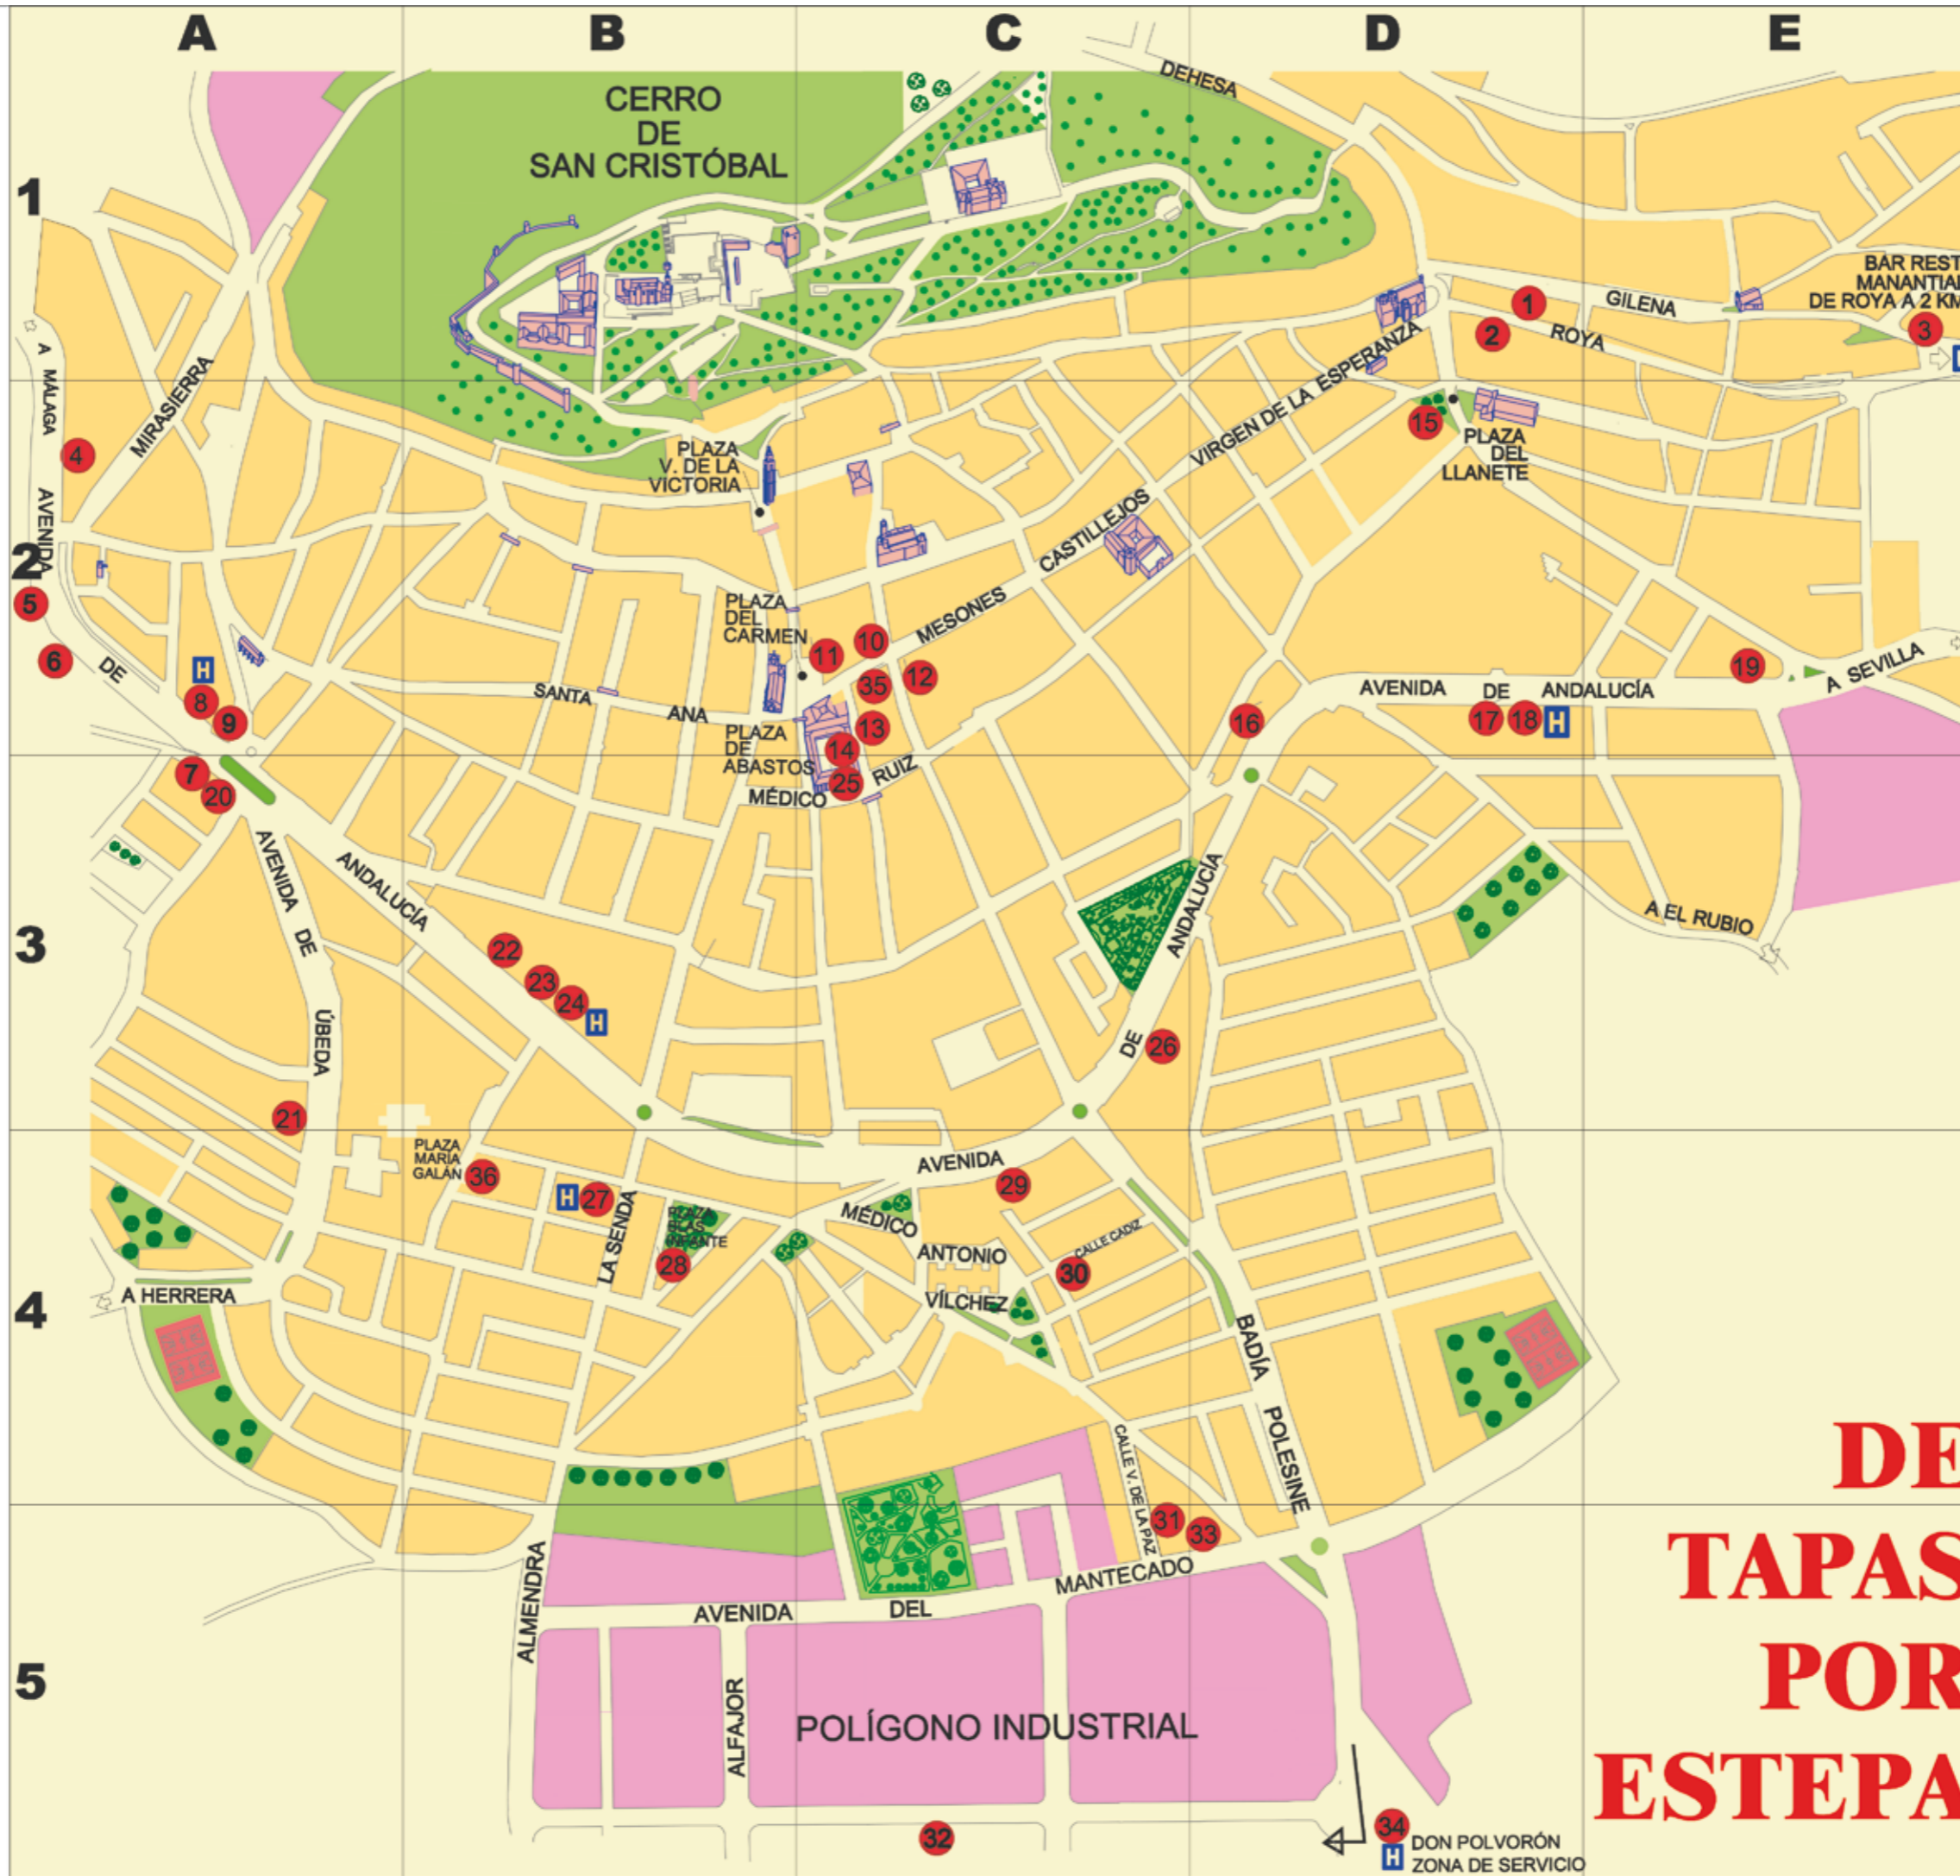 A B C D E
1
2
3
4
5
CERRO
DE
SAN CRISTÓBAL
DEHESA
GILENA
ROYA
BAR REST
MANANTIAL
DE ROYA A 2 KM
1
2
3
A MÁLAGA
MIRASIERRA
AVENIDA
DE
4
5
6
H
8
9
7
20
PLAZA
V. DE LA
VICTORIA
VIRGEN DE LA ESPERANZA
CASTILLEJOS
MESONES
15
PLAZA
DEL
LLANETE
PLAZA
DEL
CARMEN
10
11
12
35
13
14
25
SANTA
ANA
PLAZA
DE
ABASTOS
MÉDICO
RUIZ
16
AVENIDA DE ANDALUCÍA
17
18
H
19
A SEVILLA
A EL RUBIO
AVENIDA
DE
ÚBEDA
ANDALUCÍA
22
23
24
H
21
ANDALUCÍA
DE
26
PLAZA
MARÍA
GALÁN
36
H
27
LA SENDA
PLAZA
BLAS
INFANTE
28
AVENIDA
29
MÉDICO
ANTONIO
VÍLCHEZ
CALLE CÁDIZ
30
A HERRERA
BADÍA
POLESINE
CALLE V. DE LA PAZ
31
33
MANTECADO
AVENIDA
DEL
ALMENDRA
ALFAJOR
POLÍGONO INDUSTRIAL
32
34
H
DON POLVORÓN
ZONA DE SERVICIO
DE
TAPAS
POR
ESTEPA